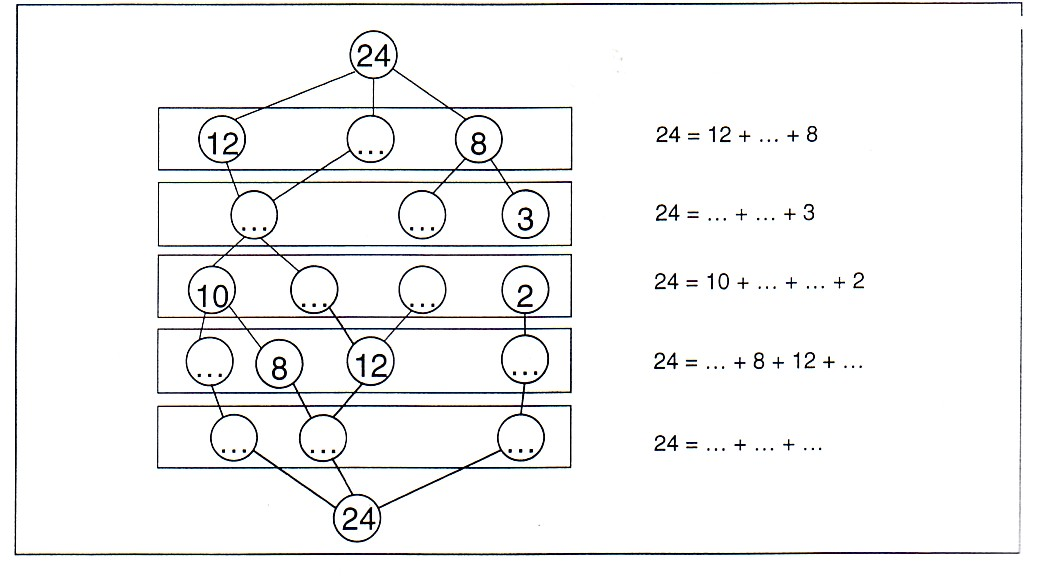 24
12 ... 8 24 = 12 + ... + 8
... ... 3 24 = ... + ... + 3
10 ... ... 2 24 = 10 + ... + ... + 2
... 8 12 ... 24 = ... + 8 + 12 + ...
... ... ... 24 = ... + ... + ...
24